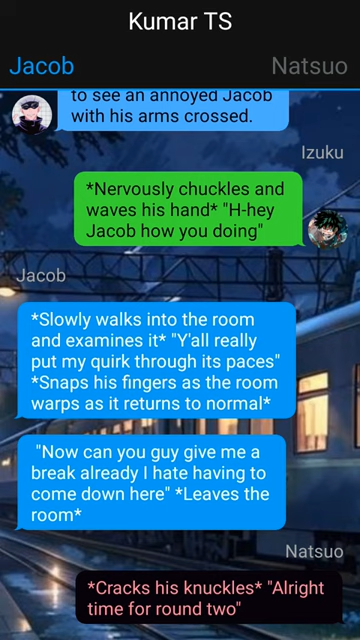 Kumar TS
Jacob
Natsuo
to see an annoyed Jacob
with his arms crossed.
Izuku
*Nervously chuckles and
waves his hand* "H-hey
Jacob how you doing"
Jacob
*Slowly walks into the room
and examines it* "Y'all really
put my quirk through its paces"
*Snaps his fingers as the room
warps as it returns to normal*
"Now can you guy give me a
break already I hate having to
come down here" *Leaves the
room*
Natsuo
*Cracks his knuckles* "Alright
time for round two"